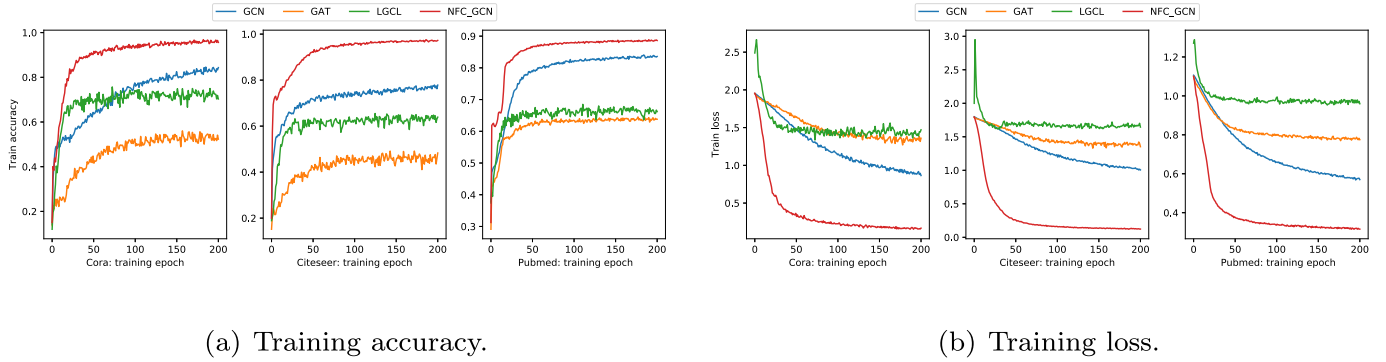 GCN GAT LGCL NFC_GCN
Train accuracy
1.0
0.8
0.6
0.4
0.2
0 50 100 150 200
Cora: training epoch
0.8
0.6
0.4
0.2
0 50 100 150 200
Citeseer: training epoch
0.9
0.8
0.7
0.6
0.5
0.4
0.3
0 50 100 150 200
Pubmed: training epoch
(a) Training accuracy.
GCN GAT LGCL NFC_GCN
Train loss
2.5
2.0
1.5
1.0
0.5
0 50 100 150 200
Cora: training epoch
3.0
2.5
2.0
1.5
1.0
0.5
0.0
0 50 100 150 200
Citeseer: training epoch
1.2
1.0
0.8
0.6
0.4
0 50 100 150 200
Pubmed: training epoch
(b) Training loss.